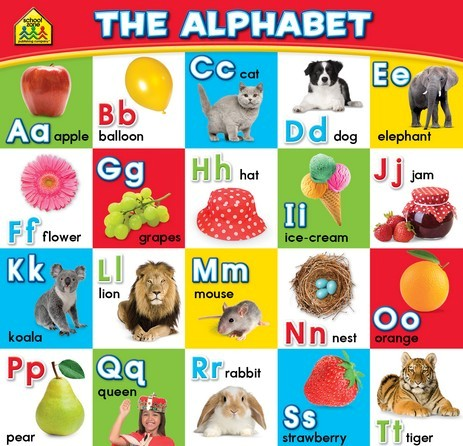 school
zone
publishing company
THE ALPHABET
Aa apple
Bb
balloon
Cc cat
Dd dog
Ee
elephant
Ff flower
Gg
grapes
Hh hat
Ii
ice-cream
Jj jam
Kk
koala
Ll
lion
Mm
mouse
Nn nest
Oo
orange
Pp
pear
Qq
queen
Rr rabbit
Ss
strawberry
Tt tiger